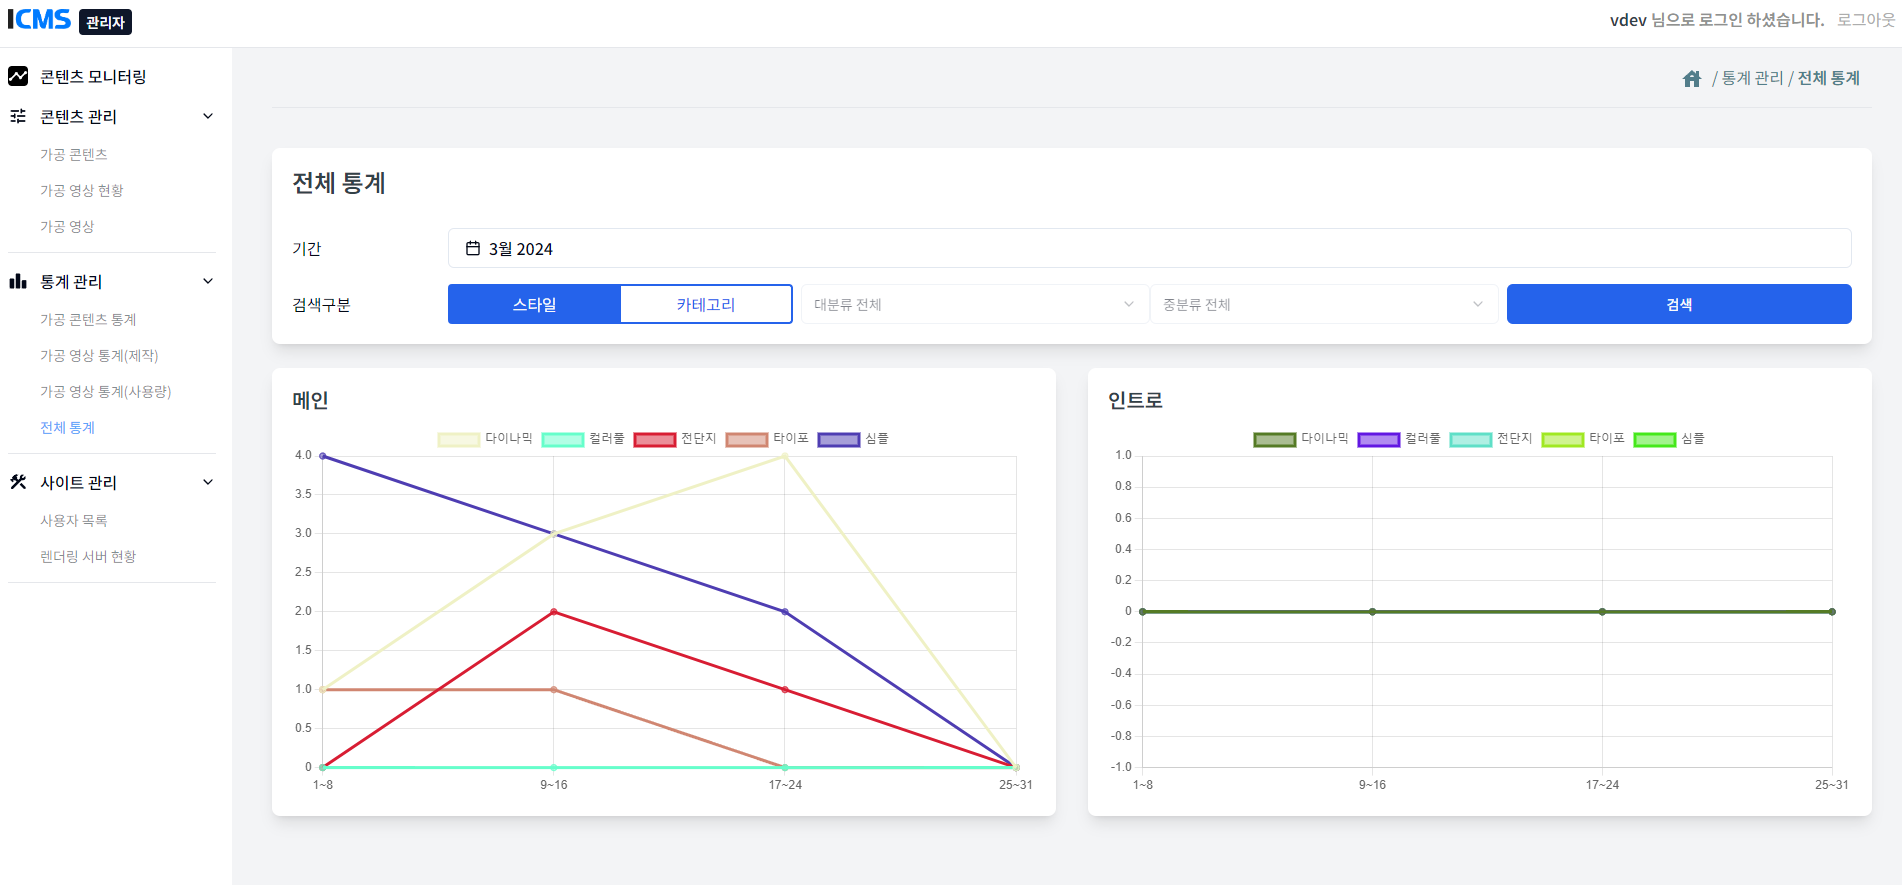 ICMS 관리자
vdev 님으로 로그인 하셨습니다. 로그아웃
콘텐츠 모니터링
콘텐츠 관리
가공 콘텐츠
가공 영상 현황
가공 영상
통계 관리
가공 콘텐츠 통계
가공 영상 통계(제작)
가공 영상 통계(사용량)
전체 통계
사이트 관리
사용자 목록
렌더링 서버 현황
/ 통계 관리 / 전체 통계
전체 통계
기간
3월 2024
검색구분
스타일 카테고리 대분류 전체 중분류 전체 검색
메인
다이나믹 컬러풀 전단지 타이포 심플
4.0
3.5
3.0
2.5
2.0
1.5
1.0
0.5
0
1~8 9~16 17~24 25~31
인트로
다이나믹 컬러풀 전단지 타이포 심플
1.0
0.8
0.6
0.4
0.2
0
-0.2
-0.4
-0.6
-0.8
-1.0
1~8 9~16 17~24 25~31